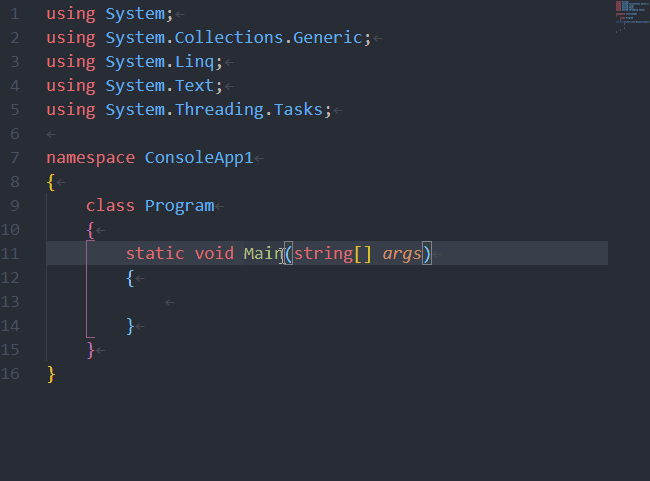 1 using System;
2 using System.Collections.Generic;
3 using System.Linq;
4 using System.Text;
5 using System.Threading.Tasks;
6
7 namespace ConsoleApp1
8 {
9     class Program
10     {
11         static void Main(string[] args)
12         {
13
14         }
15     }
16 }